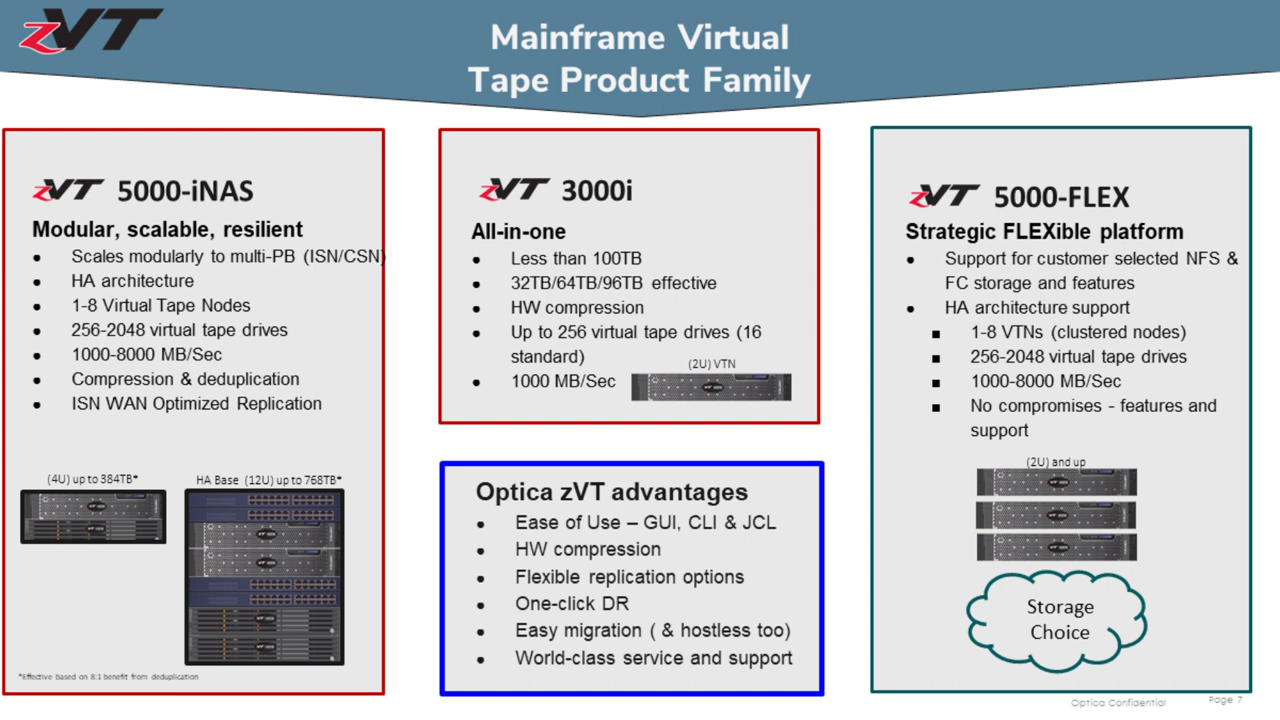 zVT
Mainframe Virtual
Tape Product Family
zVT 5000-iNAS
Modular, scalable, resilient
● Scales modularly to multi-PB (ISN/CSN)
● HA architecture
● 1-8 Virtual Tape Nodes
● 256-2048 virtual tape drives
● 1000-8000 MB/Sec
● Compression & deduplication
● ISN WAN Optimized Replication
(4U) up to 384TB*
HA Base (12U) up to 768TB*
*Effective based on 8:1 benefit from deduplication
zVT 3000i
All-in-one
● Less than 100TB
● 32TB/64TB/96TB effective
● HW compression
● Up to 256 virtual tape drives (16
standard)
● 1000 MB/Sec
(2U) VTN
Optica zVT advantages
● Ease of Use – GUI, CLI & JCL
● HW compression
● Flexible replication options
● One-click DR
● Easy migration ( & hostless too)
● World-class service and support
zVT 5000-FLEX
Strategic FLEXible platform
● Support for customer selected NFS &
FC storage and features
● HA architecture support
■ 1-8 VTNs (clustered nodes)
■ 256-2048 virtual tape drives
■ 1000-8000 MB/Sec
■ No compromises - features and
support
(2U) and up
Storage
Choice
Optica Confidential
Page 7